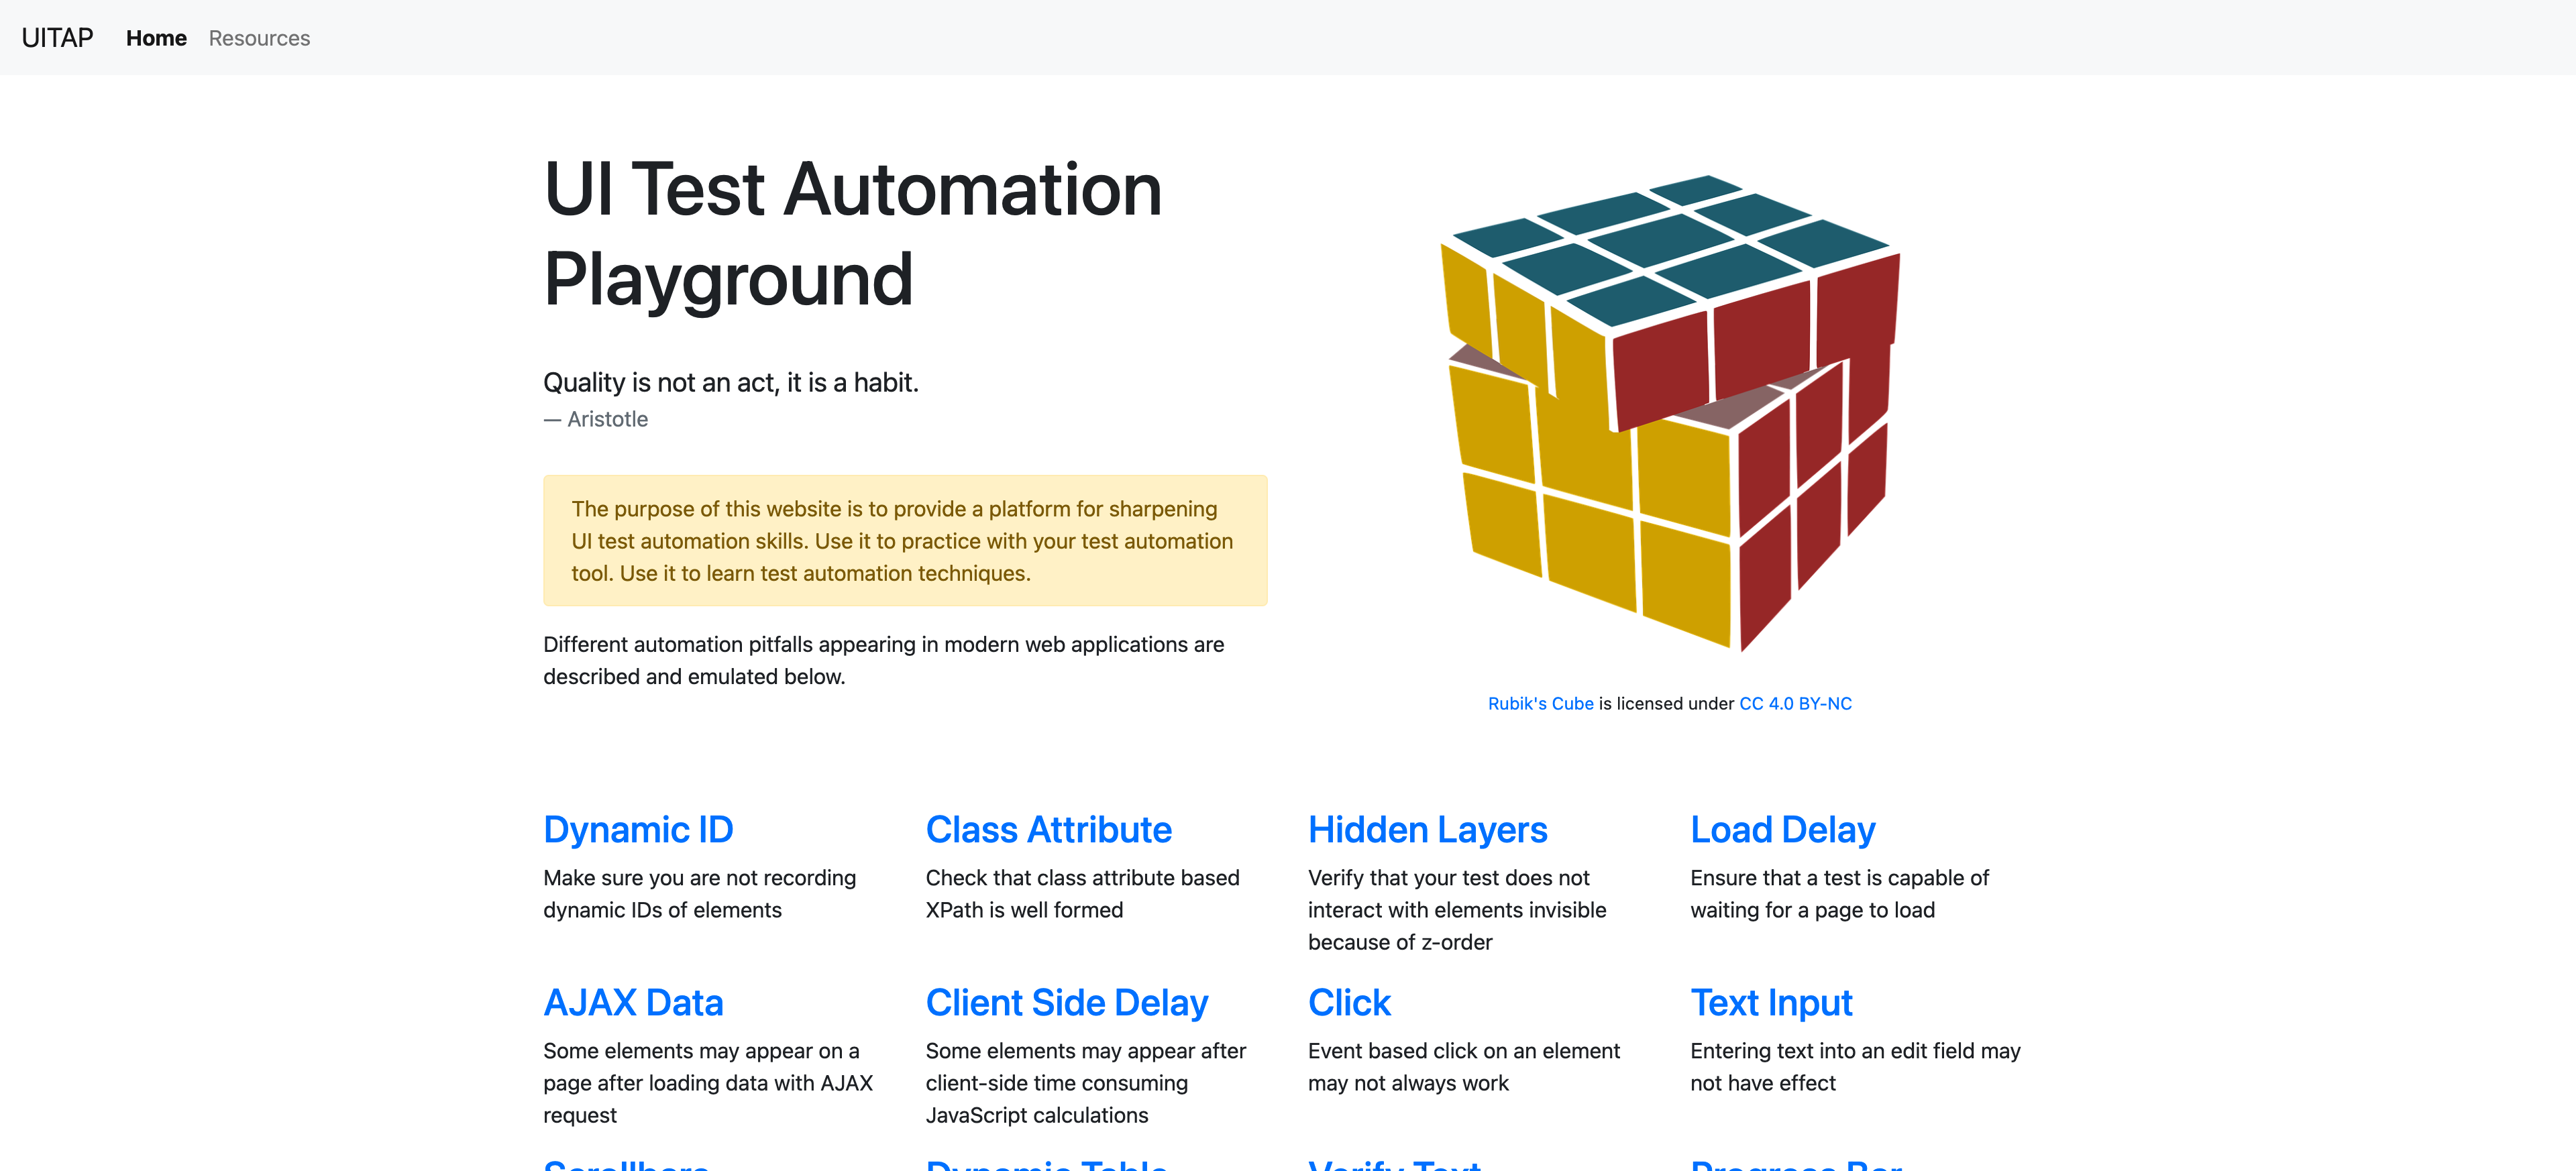 UITAP Home Resources
UI Test Automation
Playground
Quality is not an act, it is a habit.
— Aristotle
The purpose of this website is to provide a platform for sharpening
UI test automation skills. Use it to practice with your test automation
tool. Use it to learn test automation techniques.
Different automation pitfalls appearing in modern web applications are
described and emulated below.
Rubik's Cube is licensed under CC 4.0 BY-NC
Dynamic ID
Make sure you are not recording
dynamic IDs of elements
Class Attribute
Check that class attribute based
XPath is well formed
Hidden Layers
Verify that your test does not
interact with elements invisible
because of z-order
Load Delay
Ensure that a test is capable of
waiting for a page to load
AJAX Data
Some elements may appear on a
page after loading data with AJAX
request
Client Side Delay
Some elements may appear after
client-side time consuming
JavaScript calculations
Click
Event based click on an element
may not always work
Text Input
Entering text into an edit field may
not have effect
Scrollbars
Dynamic Table
Verify Text
Progress Bar